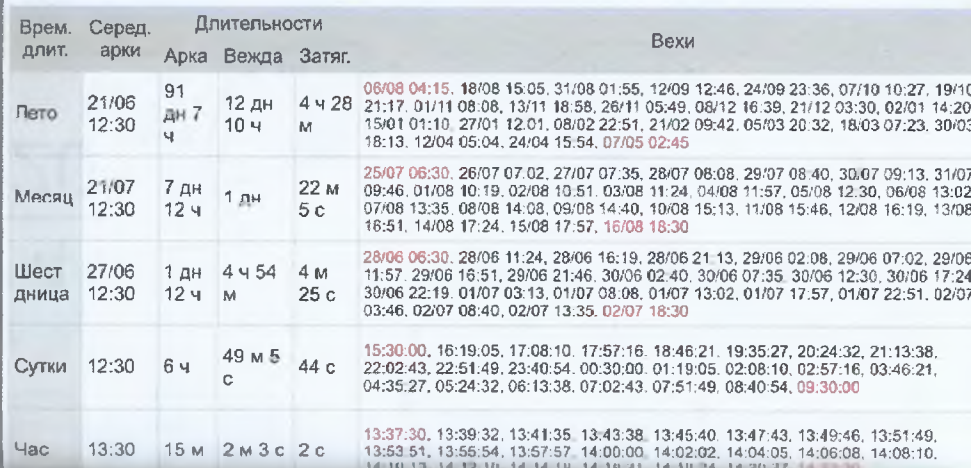 Врем. длит. Серед. арки Длительности Вехи
Арка Вежда Затяг.
Лето 21/06 12:30 91 дн 7 ч 12 дн 10 ч 4 ч 28 м
06/08 04:15, 18/08 15:05, 31/08 01:55, 12/09 12:46, 24/09 23:36, 07/10 10:27, 19/10
21:17, 01/11 08:08, 13/11 18:58, 26/11 05:49, 08/12 16:39, 21/12 03:30, 02/01 14:20
15/01 01:10, 27/01 12:01, 08/02 22:51, 21/02 09:42, 05/03 20:32, 18/03 07:23, 30/03
18:13, 12/04 05:04, 24/04 15:54, 07/05 02:45
Месяц 21/07 12:30 7 дн 12 ч 1 дн 22 м 5 с
25/07 06:30, 26/07 07:02, 27/07 07:35, 28/07 08:08, 29/07 08:40, 30/07 09:13, 31/07
09:46, 01/08 10:19, 02/08 10:51, 03/08 11:24, 04/08 11:57, 05/08 12:30, 06/08 13:02
07/08 13:35, 08/08 14:08, 09/08 14:40, 10/08 15:13, 11/08 15:46, 12/08 16:19, 13/08
16:51, 14/08 17:24, 15/08 17:57, 16/08 18:30
Шест дница 27/06 12:30 1 дн 12 ч 4 ч 54 м 4 м 25 с
28/06 06:30, 28/06 11:24, 28/06 16:19, 28/06 21:13, 29/06 02:08, 29/06 07:02, 29/06
11:57, 29/06 16:51, 29/06 21:46, 30/06 02:40, 30/06 07:35, 30/06 12:30, 30/06 17:24
30/06 22:19, 01/07 03:13, 01/07 08:08, 01/07 13:02, 01/07 17:57, 01/07 22:51, 02/07
03:46, 02/07 08:40, 02/07 13:35, 02/07 18:30
Сутки 12:30 6 ч 49 м 5 с 44 с
15:30:00, 16:19:05, 17:08:10, 17:57:16, 18:46:21, 19:35:27, 20:24:32, 21:13:38,
22:02:43, 22:51:49, 23:40:54, 00:30:00, 01:19:05, 02:08:10, 02:57:16, 03:46:21,
04:35:27, 05:24:32, 06:13:38, 07:02:43, 07:51:49, 08:40:54, 09:30:00
Час 13:30 15 м 2 м 3 с 2 с
13:37:30, 13:39:32, 13:41:35, 13:43:38, 13:45:40, 13:47:43, 13:49:46, 13:51:49,
13:53:51, 13:55:54, 13:57:57, 14:00:00, 14:02:02, 14:04:05, 14:06:08, 14:08:10,